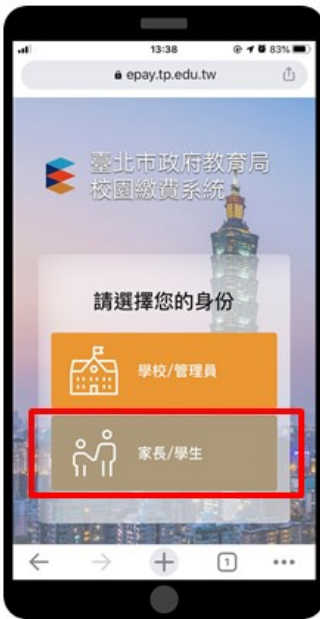 13:38
83%
epay.tp.edu.tw
臺北市政府教育局
校園繳費系統
請選擇您的身份
學校/管理員
家長/學生
1